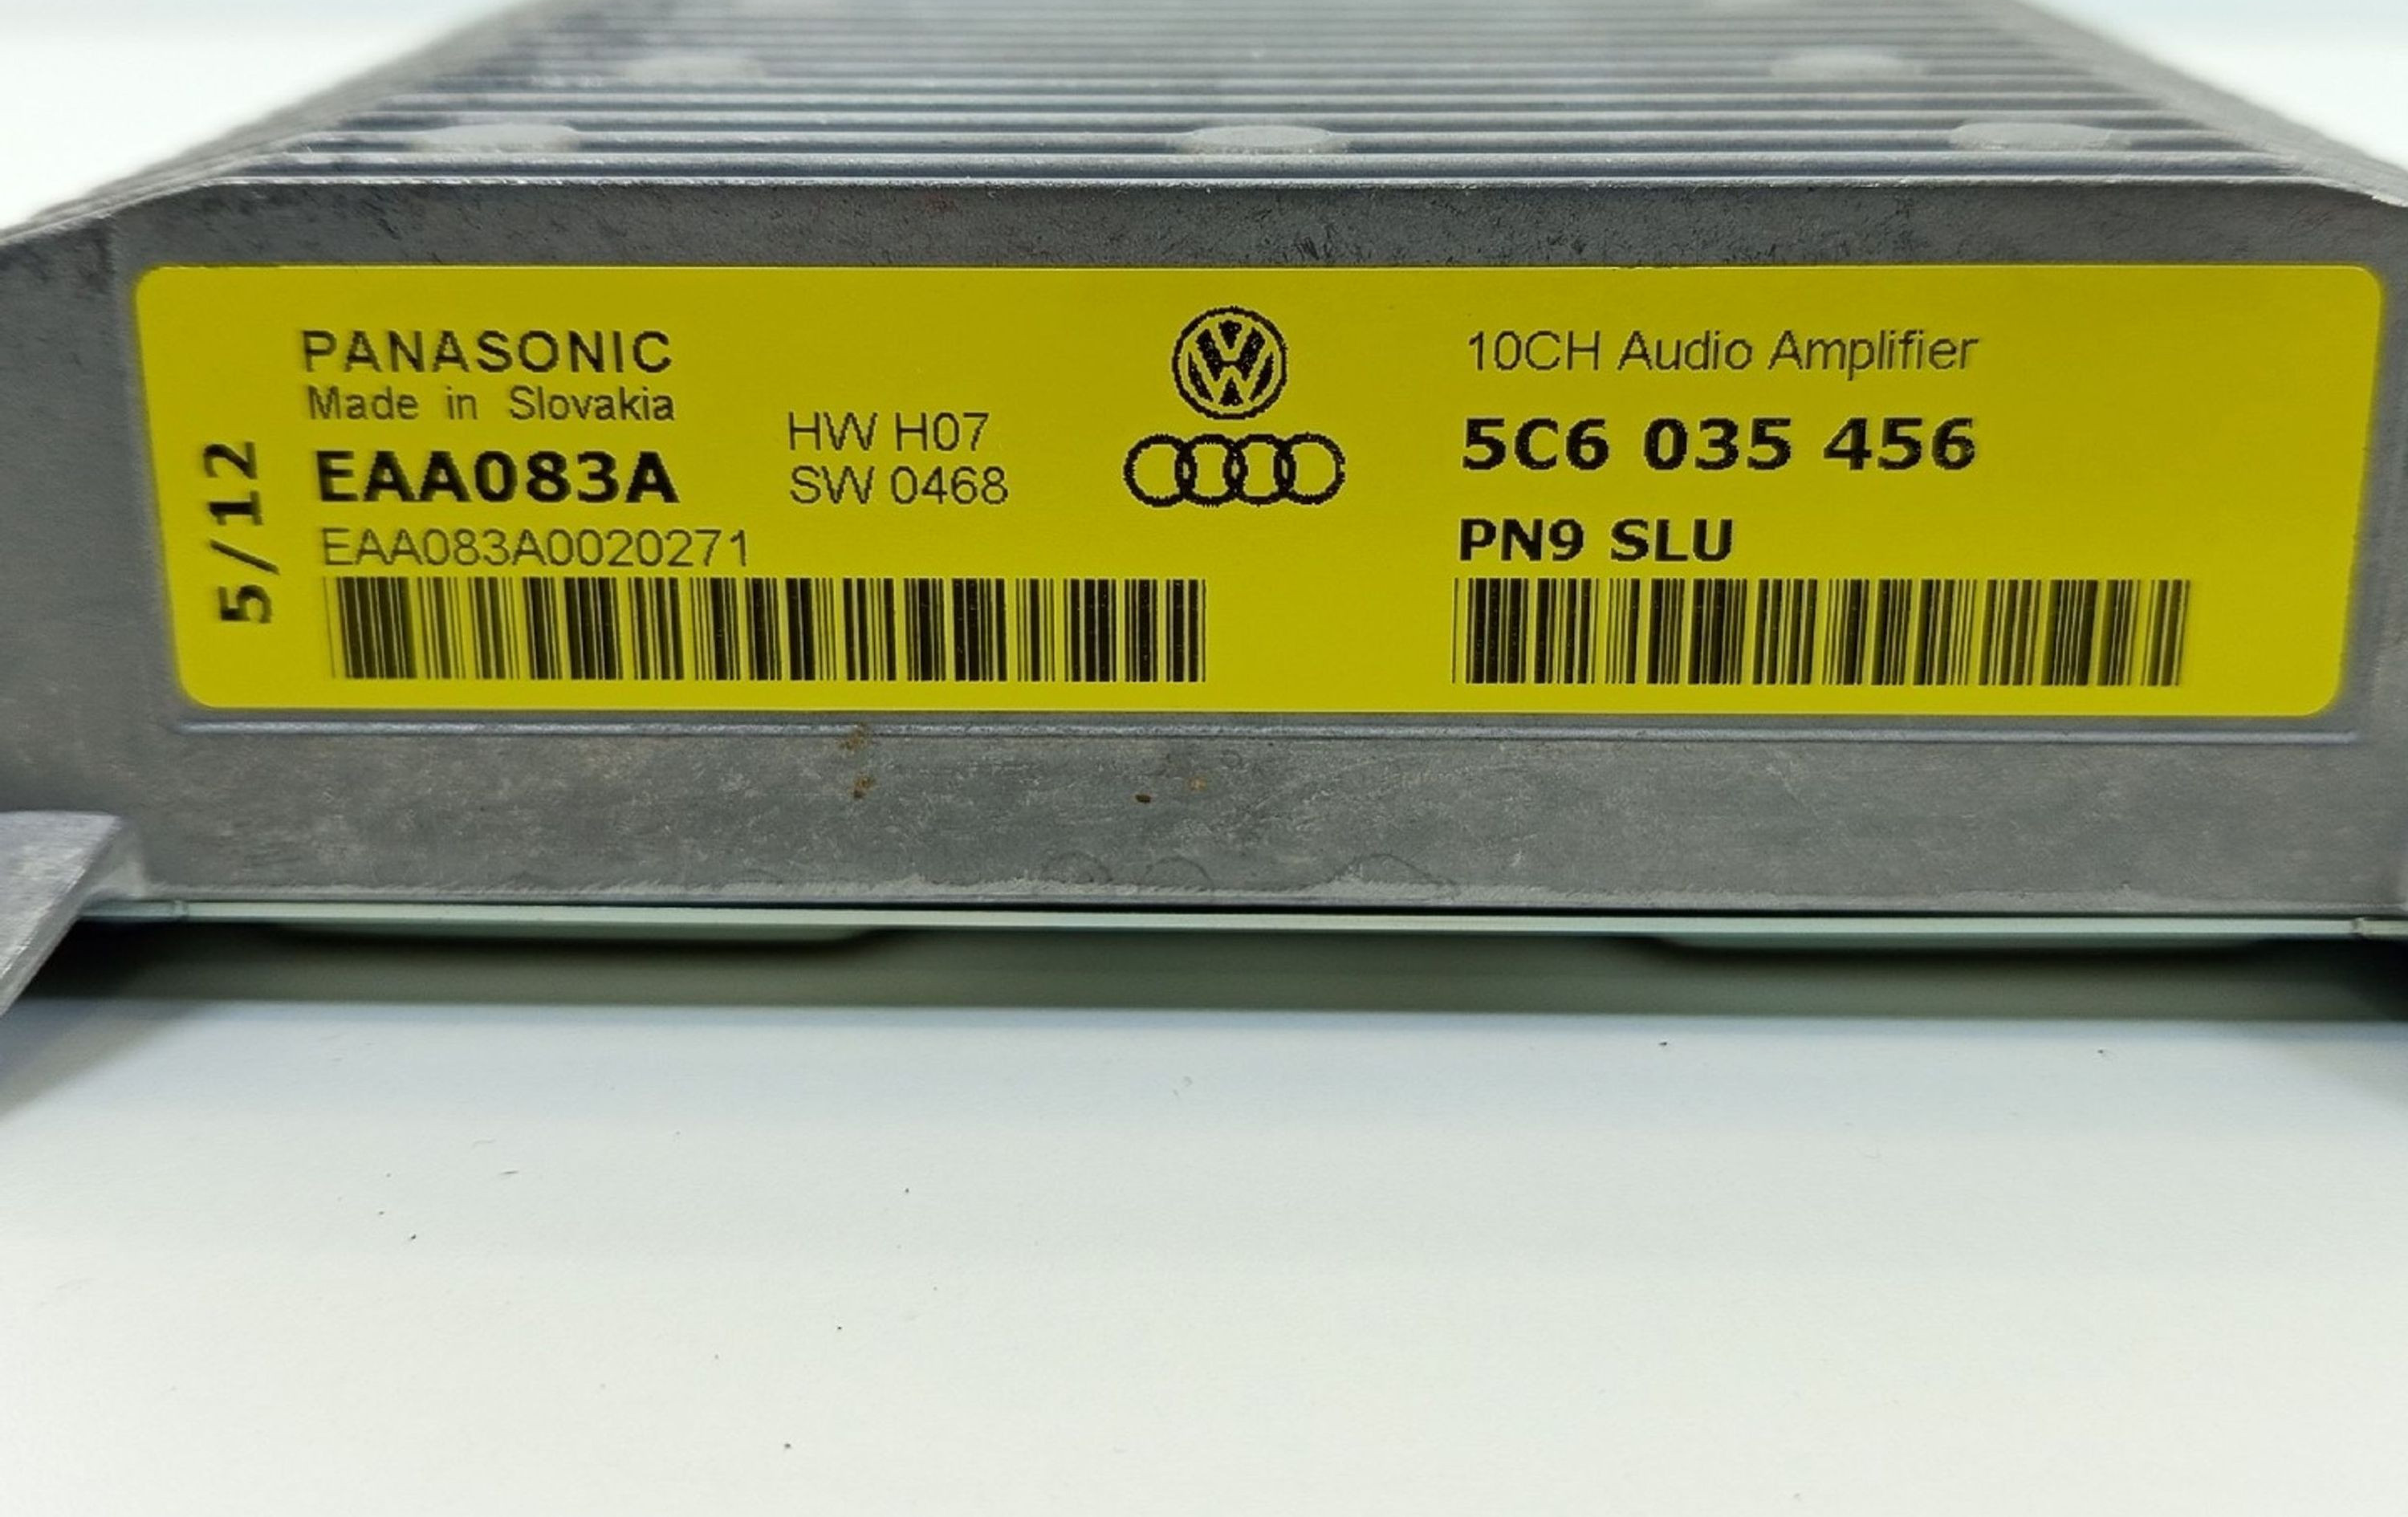 PANASONIC
Made in Slovakia
EAA083A
EAA083A0020271
5/12
HW H07
SW 0468
VW
10CH Audio Amplifier
5C6 035 456
PN9 SLU